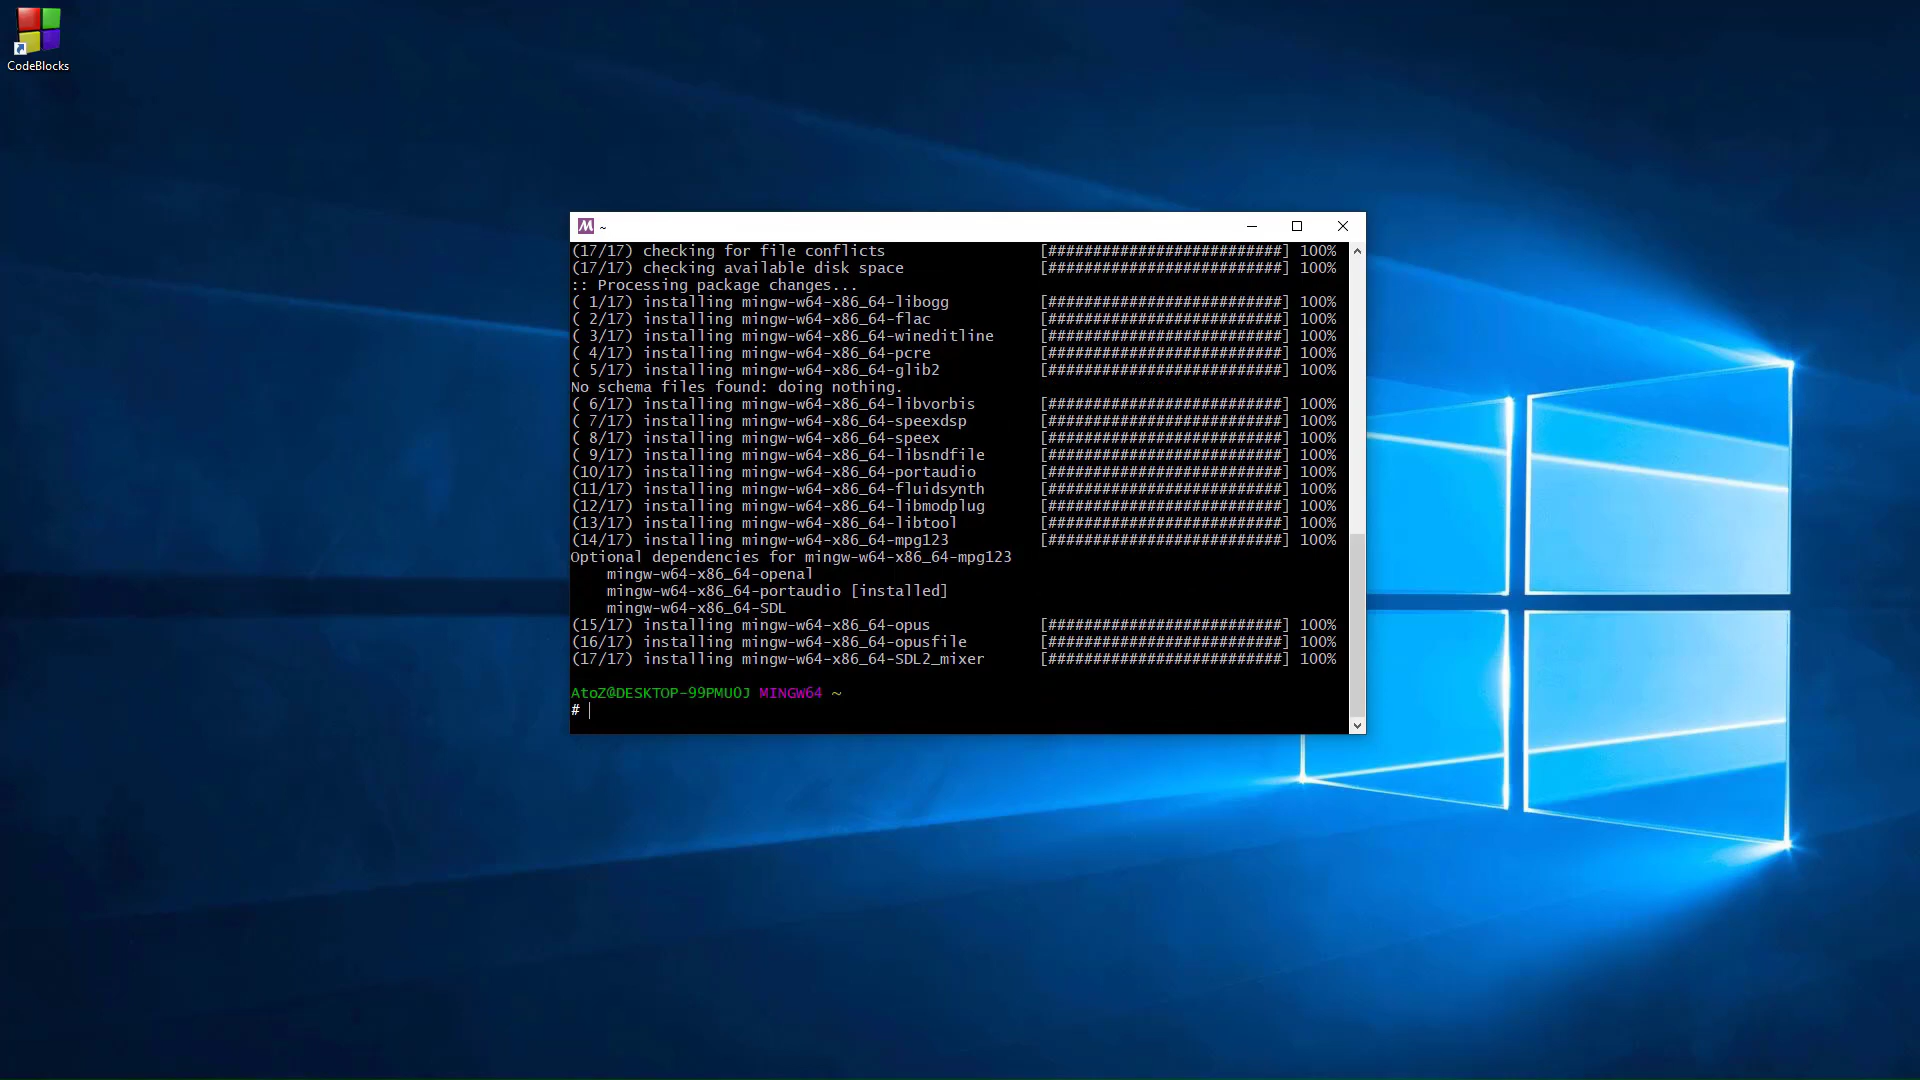 CodeBlocks
~
(17/17) checking for file conflicts [##########################] 100%
(17/17) checking available disk space [##########################] 100%
:: Processing package changes...
( 1/17) installing mingw-w64-x86_64-libogg [##########################] 100%
( 2/17) installing mingw-w64-x86_64-flac [##########################] 100%
( 3/17) installing mingw-w64-x86_64-wineditline [##########################] 100%
( 4/17) installing mingw-w64-x86_64-pcre [##########################] 100%
( 5/17) installing mingw-w64-x86_64-glib2 [##########################] 100%
No schema files found: doing nothing.
( 6/17) installing mingw-w64-x86_64-libvorbis [##########################] 100%
( 7/17) installing mingw-w64-x86_64-speexdsp [##########################] 100%
( 8/17) installing mingw-w64-x86_64-speex [##########################] 100%
( 9/17) installing mingw-w64-x86_64-libsndfile [##########################] 100%
(10/17) installing mingw-w64-x86_64-portaudio [##########################] 100%
(11/17) installing mingw-w64-x86_64-fluidsynth [##########################] 100%
(12/17) installing mingw-w64-x86_64-libmodplug [##########################] 100%
(13/17) installing mingw-w64-x86_64-libtool [##########################] 100%
(14/17) installing mingw-w64-x86_64-mpg123 [##########################] 100%
Optional dependencies for mingw-w64-x86_64-mpg123
    mingw-w64-x86_64-openal
    mingw-w64-x86_64-portaudio [installed]
    mingw-w64-x86_64-SDL
(15/17) installing mingw-w64-x86_64-opus [##########################] 100%
(16/17) installing mingw-w64-x86_64-opusfile [##########################] 100%
(17/17) installing mingw-w64-x86_64-SDL2_mixer [##########################] 100%
AtoZ@DESKTOP-99PMUOJ MINGW64 ~
#